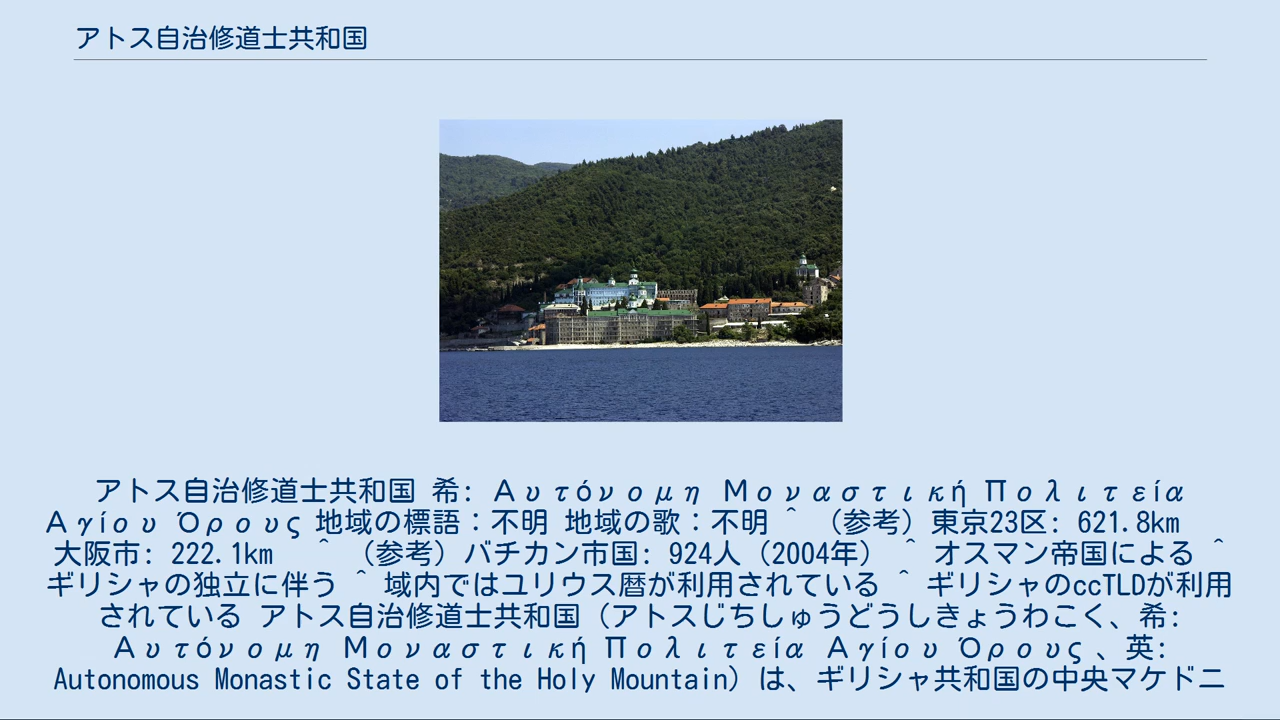 アトス自治修道士共和国
アトス自治修道士共和国 希: Αυτόνομη Μοναστική Πολιτεία
Αγίου Όρους 地域の標語：不明 地域の歌：不明 ^ （参考）東京23区: 621.8km
大阪市: 222.1km ^ （参考）バチカン市国: 924人（2004年） ^ オスマン帝国による ^
ギリシャの独立に伴う ^ 域内ではユリウス暦が利用されている ^ ギリシャのccTLDが利用
されている アトス自治修道士共和国（アトスじちしゅうどうしきょうわこく、希:
Αυτόνομη Μοναστική Πολιτεία Αγίου Όρους、英:
Autonomous Monastic State of the Holy Mountain）は、ギリシャ共和国の中央マケドニ